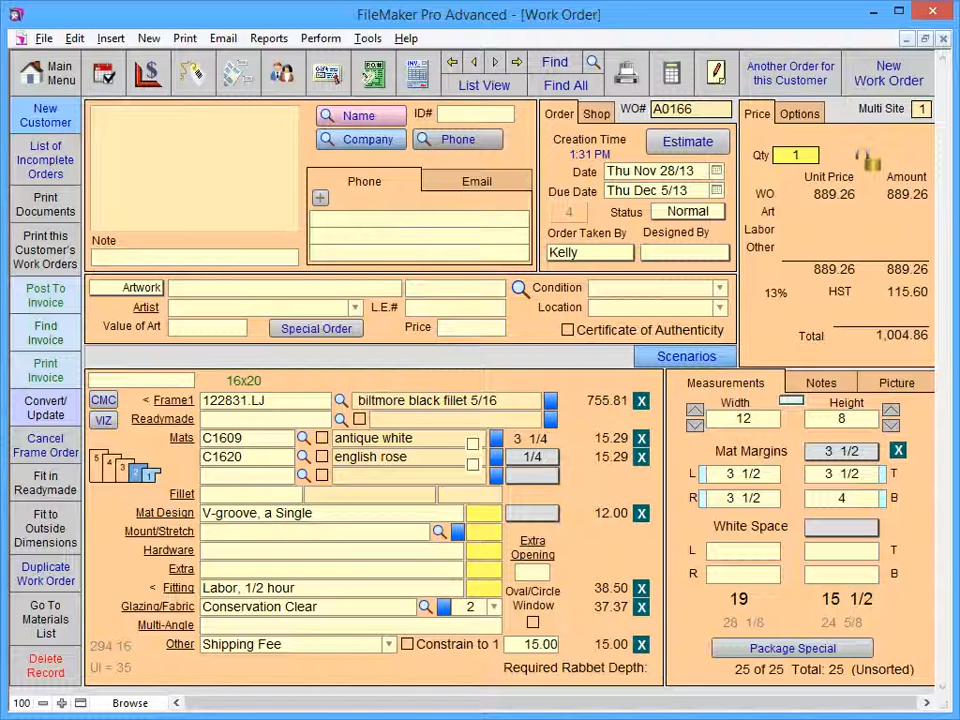 FileMaker Pro Advanced - [Work Order]
File Edit Insert New Print Email Reports Perform Tools Help
Main Menu
Find
List View
Find All
Another Order for this Customer
New Work Order
New Customer
List of Incomplete Orders
Print Documents
Print this Customer's Work Orders
Post To Invoice
Find Invoice
Print Invoice
Convert/ Update
Cancel Frame Order
Fit in Readymade
Fit to Outside Dimensions
Duplicate Work Order
Go To Materials List
Delete Record
Name ID#
Company Phone
Phone Email
Note
Order Shop WO# A0166
Creation Time
1:31 PM
Estimate
Date Thu Nov 28/13
Due Date Thu Dec 5/13
4 Status Normal
Order Taken By Designed By
Kelly
Price Options Multi Site 1
Qty 1
Unit Price Amount
WO 889.26 889.26
Art
Labor
Other
889.26 889.26
13% HST 115.60
Total 1,004.86
Artwork Condition
Artist L.E.# Location
Value of Art Special Order Price Certificate of Authenticity
Scenarios
16x20
CMC < Frame1 122831.LJ biltmore black fillet 5/16 755.81 X
VIZ Readymade
Mats C1609 antique white 3 1/4 15.29 X
5 4 3 2 1 C1620 english rose 1/4 15.29 X
Fillet
Mat Design V-groove, a Single 12.00 X
Mount/Stretch
Hardware Extra Opening
Extra
< Fitting Labor, 1/2 hour Oval/Circle Window 38.50 X
Glazing/Fabric Conservation Clear 2 37.37 X
Multi-Angle
294 16 Other Shipping Fee Constrain to 1 15.00 15.00 X
UI = 35 Required Rabbet Depth:
Measurements Notes Picture
Width Height
12 8
Mat Margins 3 1/2 X
L 3 1/2 3 1/2 T
R 3 1/2 4 B
White Space
L T
R B
19 15 1/2
28 1/8 24 5/8
Package Special
25 of 25 Total: 25 (Unsorted)
100 Browse